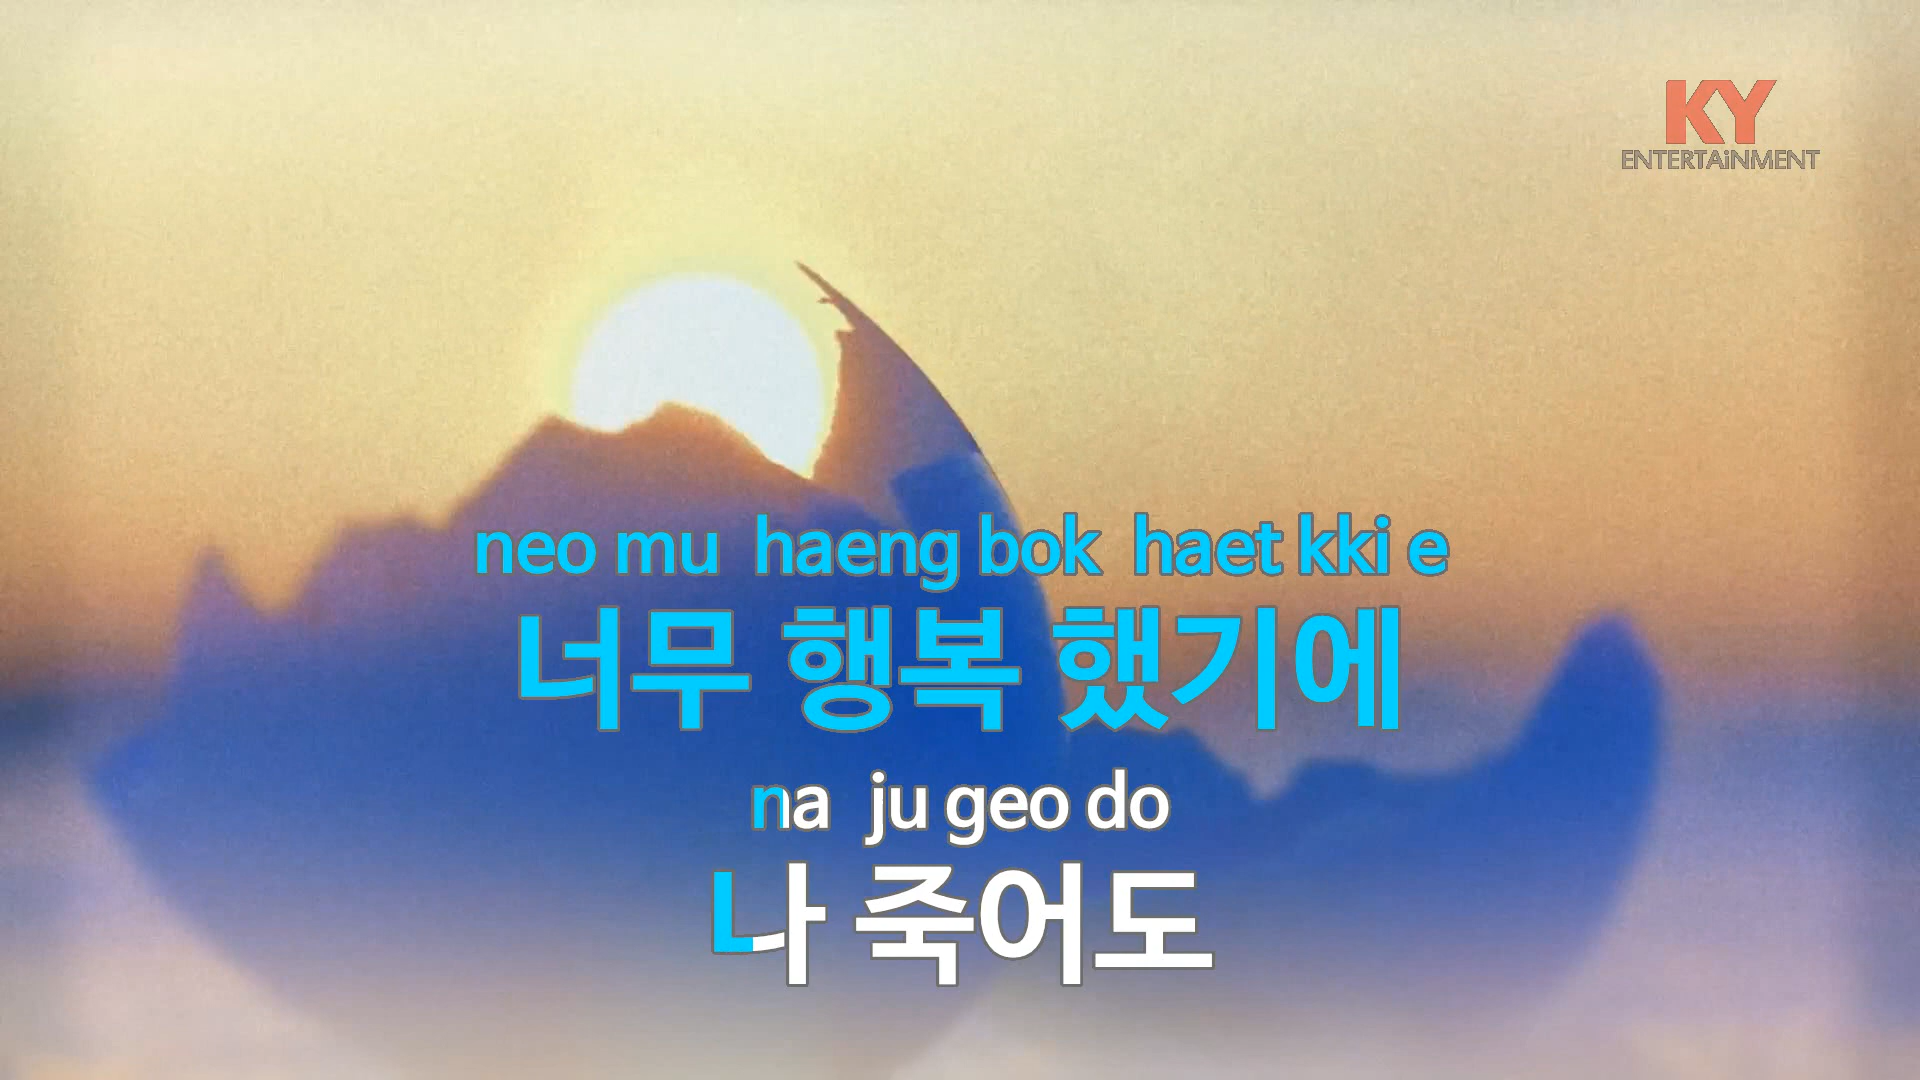 KY
ENTERTAiNMENT
neo mu haeng bok haet kki e
너무 행복 했기에
na ju geo do
나 죽어도